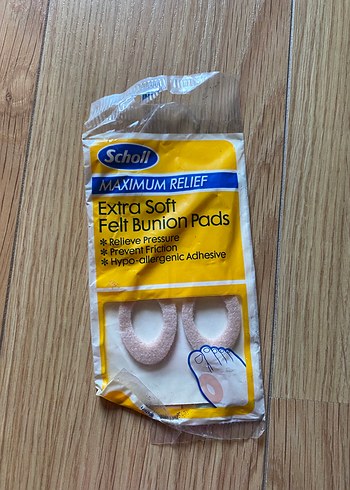 Scholl
MAXIMUM RELIEF
Extra Soft
Felt Bunion Pads
* Relieve Pressure
* Prevent Friction
* Hypo-allergenic Adhesive